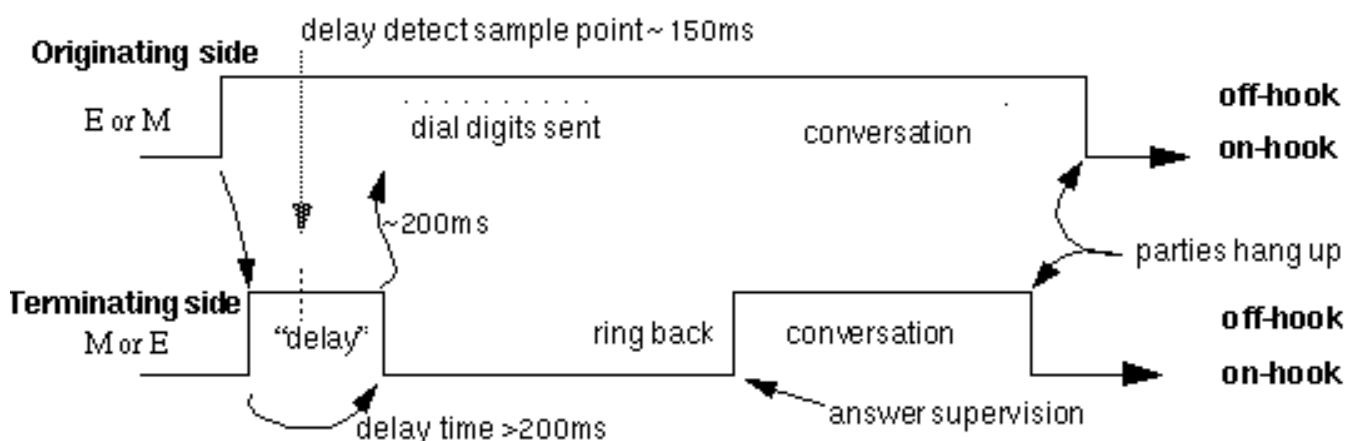 delay detect sample point~ 150ms
Originating side
E or M
dial digits sent
conversation
off-hook
on-hook
~200ms
parties hang up
Terminating side
M or E
“delay”
ring back
conversation
off-hook
on-hook
delay time >200ms
answer supervision